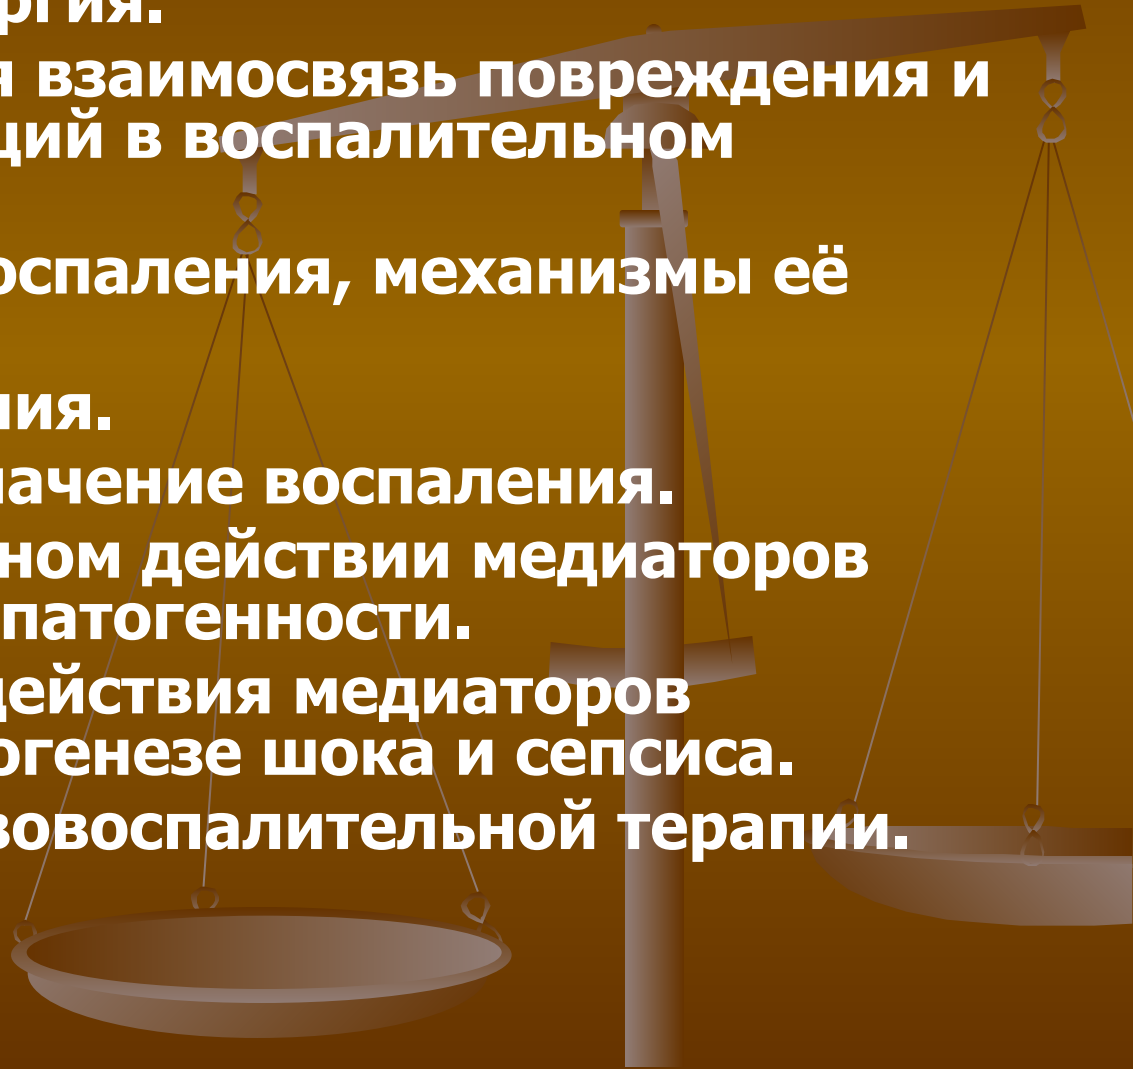 ргия.
я взаимосвязь повреждения и
ций в воспалительном
оспаления, механизмы её
ния.
начение воспаления.
ном действии медиаторов
патогенности.
действия медиаторов
огенезе шока и сепсиса.
вовоспалительной терапии.